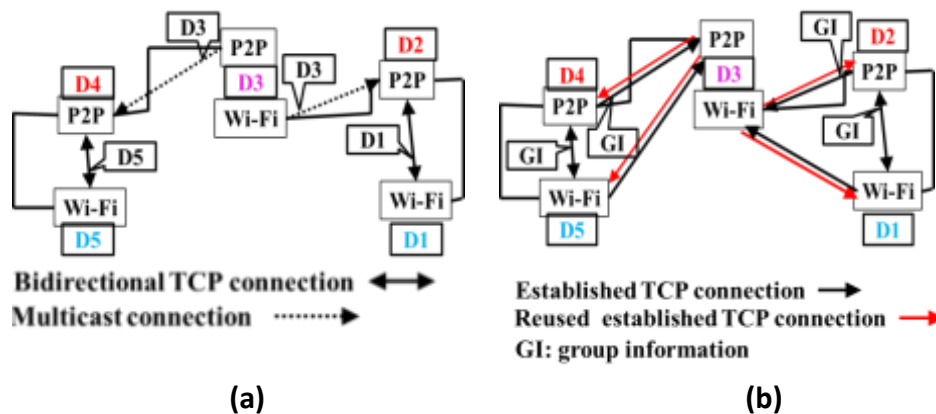 D3
P2P
D3
D3
Wi-Fi
D2
P2P
D1
Wi-Fi
D1
D4
P2P
D5
Wi-Fi
D5
Bidirectional TCP connection
Multicast connection
(a)
P2P
D3
Wi-Fi
GI
D2
P2P
GI
Wi-Fi
D1
D4
P2P
GI
GI
Wi-Fi
D5
Established TCP connection
Reused established TCP connection
GI: group information
(b)